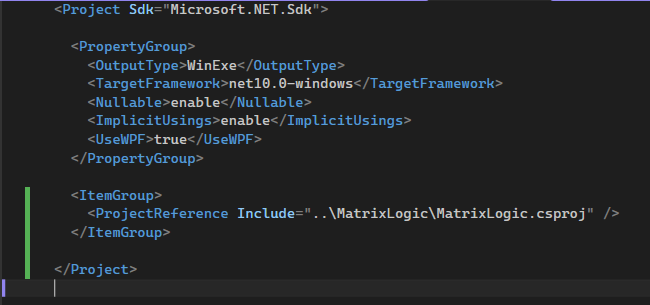 <Project Sdk="Microsoft.NET.Sdk">
<PropertyGroup>
<OutputType>WinExe</OutputType>
<TargetFramework>net10.0-windows</TargetFramework>
<Nullable>enable</Nullable>
<ImplicitUsings>enable</ImplicitUsings>
<UseWPF>true</UseWPF>
</PropertyGroup>
<ItemGroup>
<ProjectReference Include="..\MatrixLogic\MatrixLogic.csproj" />
</ItemGroup>
</Project>